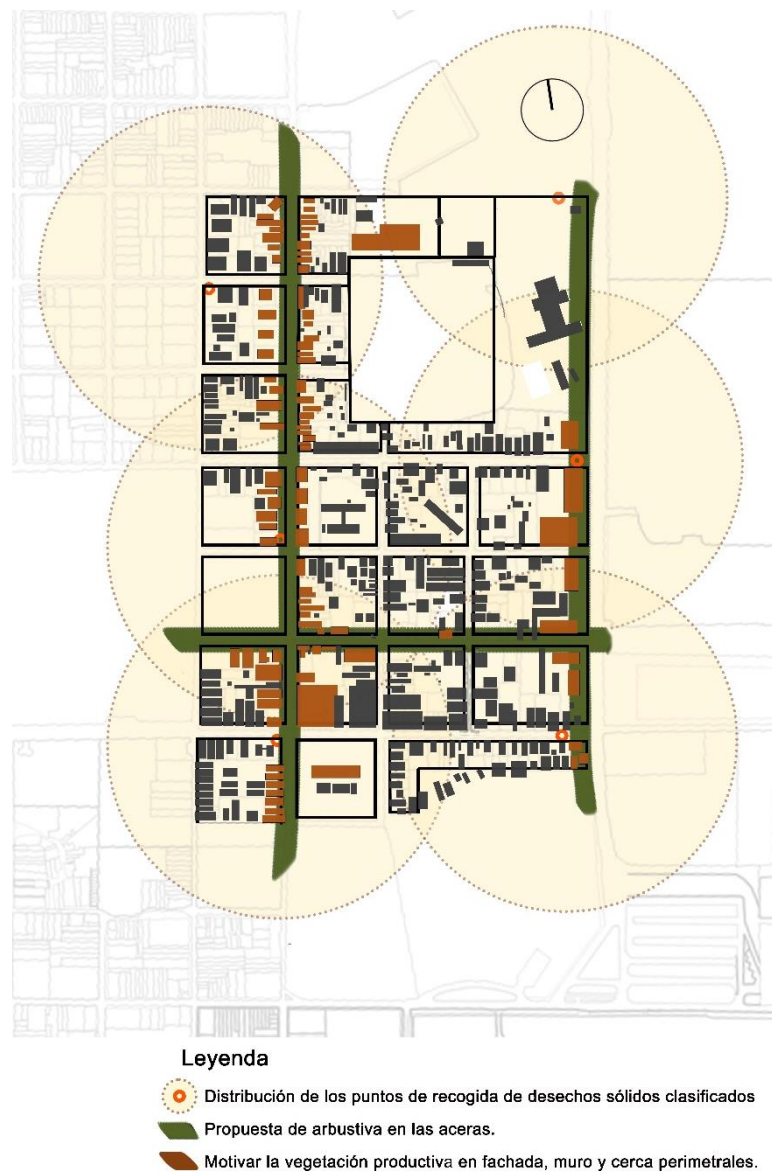 Leyenda
Distribución de los puntos de recogida de desechos sólidos clasificados
Propuesta de arbustiva en las aceras.
Motivar la vegetación productiva en fachada, muro y cerca perimetrales.